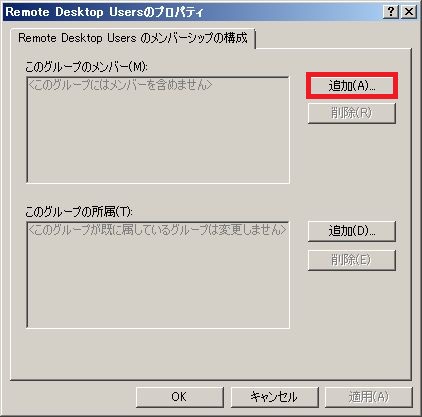 Remote Desktop Usersのプロパティ
Remote Desktop Users のメンバーシップの構成
このグループのメンバー(M):
<このグループにはメンバーを含めません>
追加(A)...
削除(R)
このグループの所属(T):
<このグループが既に属しているグループは変更しません>
追加(D)...
削除(E)
OK
キャンセル
適用(A)